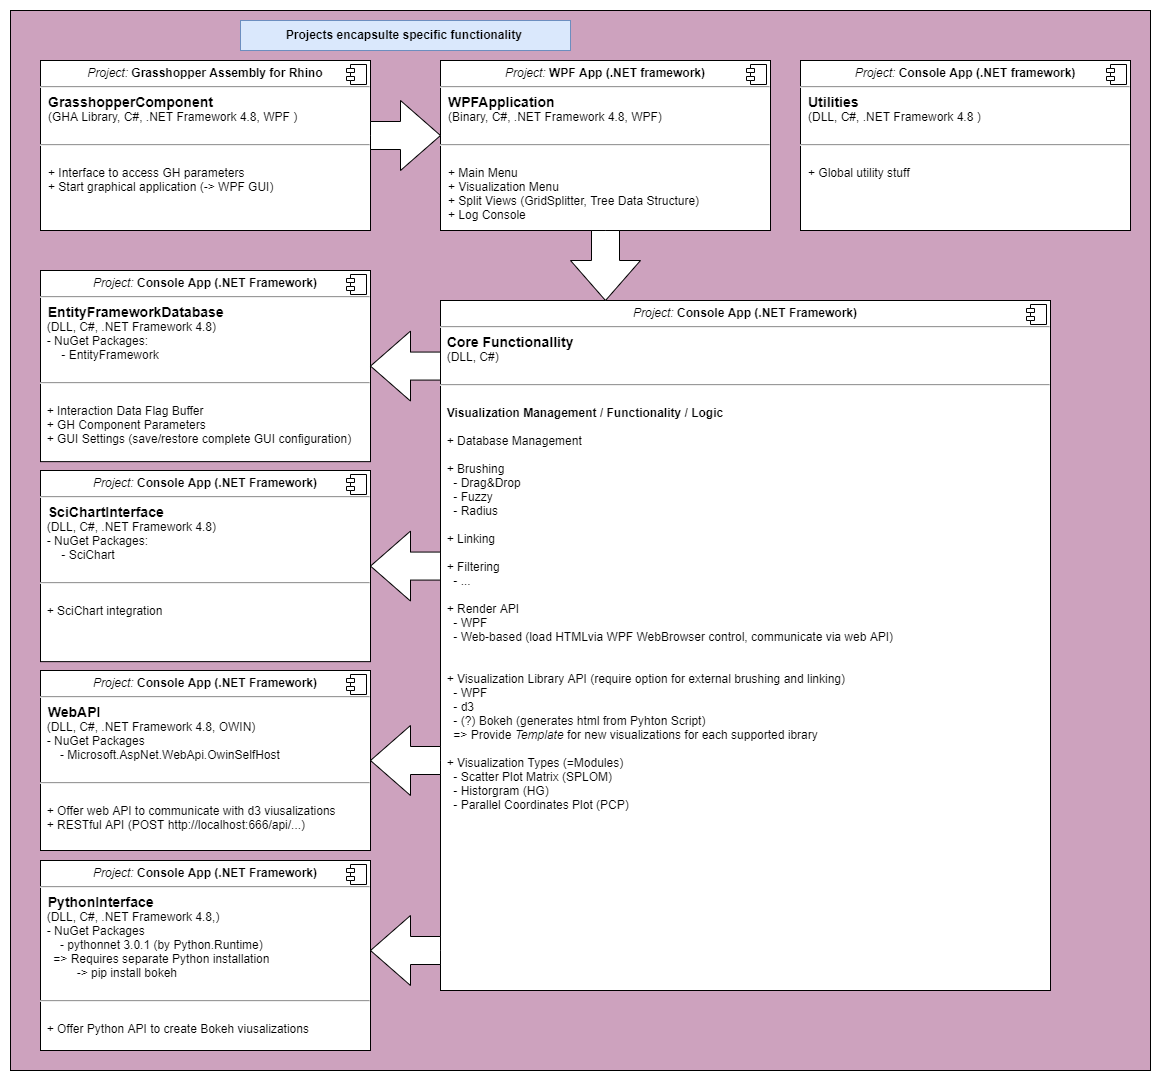 Projects encapsulte specific functionality
Project: Grasshopper Assembly for Rhino
GrasshopperComponent
(GHA Library, C#, .NET Framework 4.8, WPF )
+ Interface to access GH parameters
+ Start graphical application (-> WPF GUI)
Project: WPF App (.NET framework)
WPFApplication
(Binary, C#, .NET Framework 4.8, WPF)
+ Main Menu
+ Visualization Menu
+ Split Views (GridSplitter, Tree Data Structure)
+ Log Console
Project: Console App (.NET framework)
Utilities
(DLL, C#, .NET Framework 4.8 )
+ Global utility stuff
Project: Console App (.NET Framework)
EntityFrameworkDatabase
(DLL, C#, .NET Framework 4.8)
- NuGet Packages:
- EntityFramework
+ Interaction Data Flag Buffer
+ GH Component Parameters
+ GUI Settings (save/restore complete GUI configuration)
Project: Console App (.NET Framework)
SciChartInterface
(DLL, C#, .NET Framework 4.8)
- NuGet Packages:
- SciChart
+ SciChart integration
Project: Console App (.NET Framework)
WebAPI
(DLL, C#, .NET Framework 4.8, OWIN)
- NuGet Packages
- Microsoft.AspNet.WebApi.OwinSelfHost
+ Offer web API to communicate with d3 viusalizations
+ RESTful API (POST http://localhost:666/api/...)
Project: Console App (.NET Framework)
PythonInterface
(DLL, C#, .NET Framework 4.8,)
- NuGet Packages
- pythonnet 3.0.1 (by Python.Runtime)
=> Requires separate Python installation
-> pip install bokeh
+ Offer Python API to create Bokeh viusalizations
Project: Console App (.NET Framework)
Core Functionallity
(DLL, C#)
Visualization Management / Functionality / Logic
+ Database Management
+ Brushing
- Drag&Drop
- Fuzzy
- Radius
+ Linking
+ Filtering
- ...
+ Render API
- WPF
- Web-based (load HTMLvia WPF WebBrowser control, communicate via web API)
+ Visualization Library API (require option for external brushing and linking)
- WPF
- d3
- (?) Bokeh (generates html from Pyhton Script)
=> Provide Template for new visualizations for each supported library
+ Visualization Types (=Modules)
- Scatter Plot Matrix (SPLOM)
- Historgram (HG)
- Parallel Coordinates Plot (PCP)